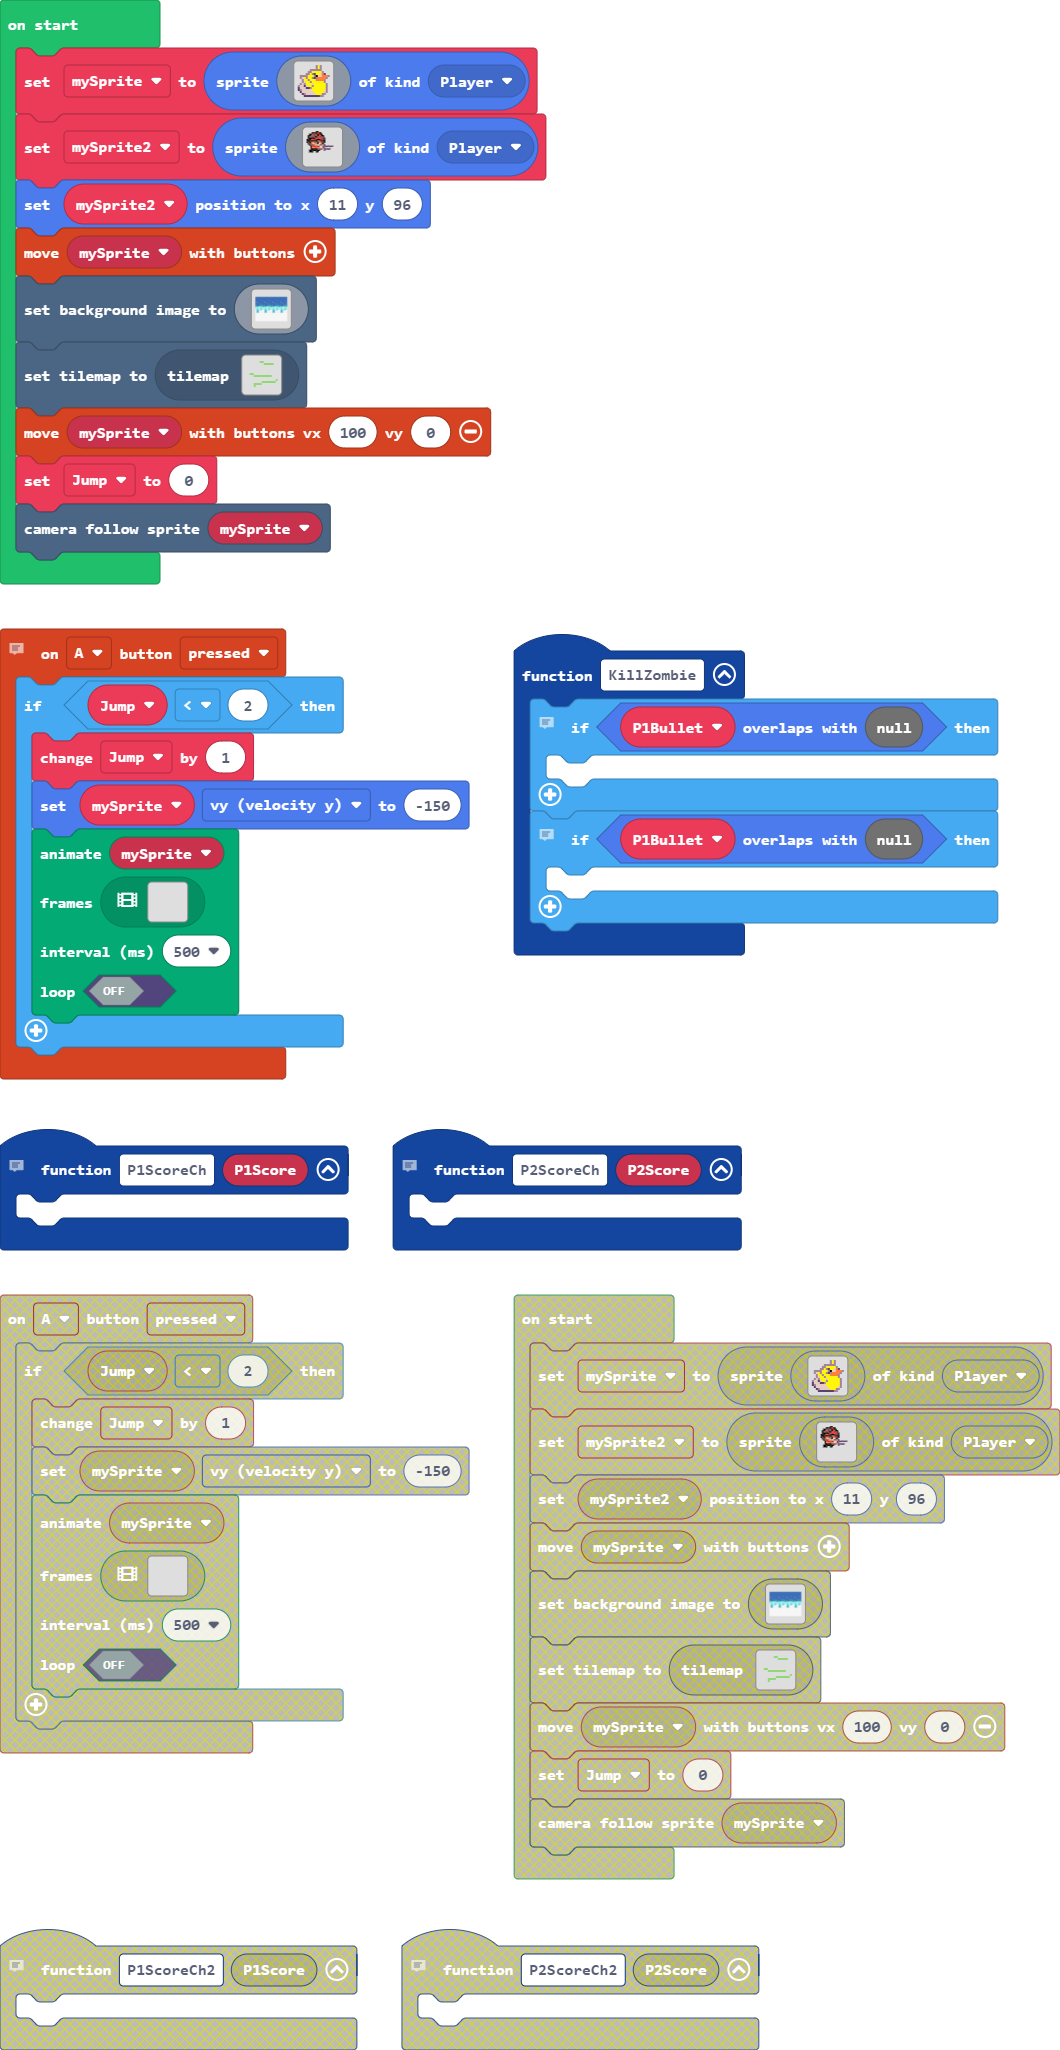 on start
set mySprite to sprite of kind Player
set mySprite2 to sprite of kind Player
set mySprite2 position to x 11 y 96
move mySprite with buttons
set background image to
set tilemap to tilemap
move mySprite with buttons vx 100 vy 0
set Jump to 0
camera follow sprite mySprite
on A button pressed
if Jump < 2 then
change Jump by 1
set mySprite vy (velocity y) to -150
animate mySprite
frames
interval (ms) 500
loop OFF
function KillZombie
if P1Bullet overlaps with null then
if P1Bullet overlaps with null then
function P1ScoreCh P1Score
function P2ScoreCh P2Score
on A button pressed
if Jump < 2 then
change Jump by 1
set mySprite vy (velocity y) to -150
animate mySprite
frames
interval (ms) 500
loop OFF
on start
set mySprite to sprite of kind Player
set mySprite2 to sprite of kind Player
set mySprite2 position to x 11 y 96
move mySprite with buttons
set background image to
set tilemap to tilemap
move mySprite with buttons vx 100 vy 0
set Jump to 0
camera follow sprite mySprite
function P1ScoreCh2 P1Score
function P2ScoreCh2 P2Score